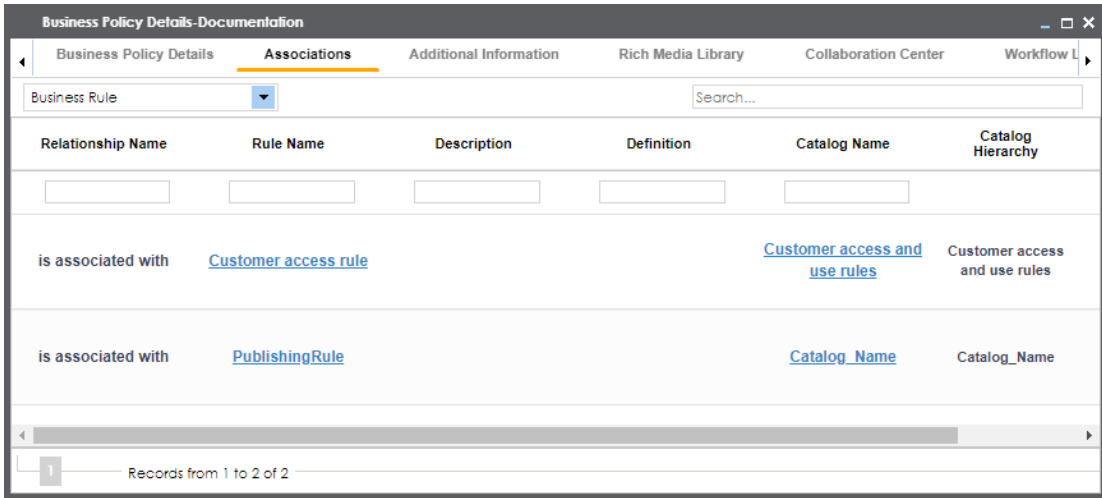 Business Policy Details-Documentation
Business Policy Details Associations Additional Information Rich Media Library Collaboration Center Workflow L
Business Rule Search...
Relationship Name Rule Name Description Definition Catalog Name Catalog
Hierarchy
is associated with Customer access rule Customer access and
use rules Customer access
and use rules
is associated with PublishingRule Catalog_Name Catalog_Name
1 Records from 1 to 2 of 2